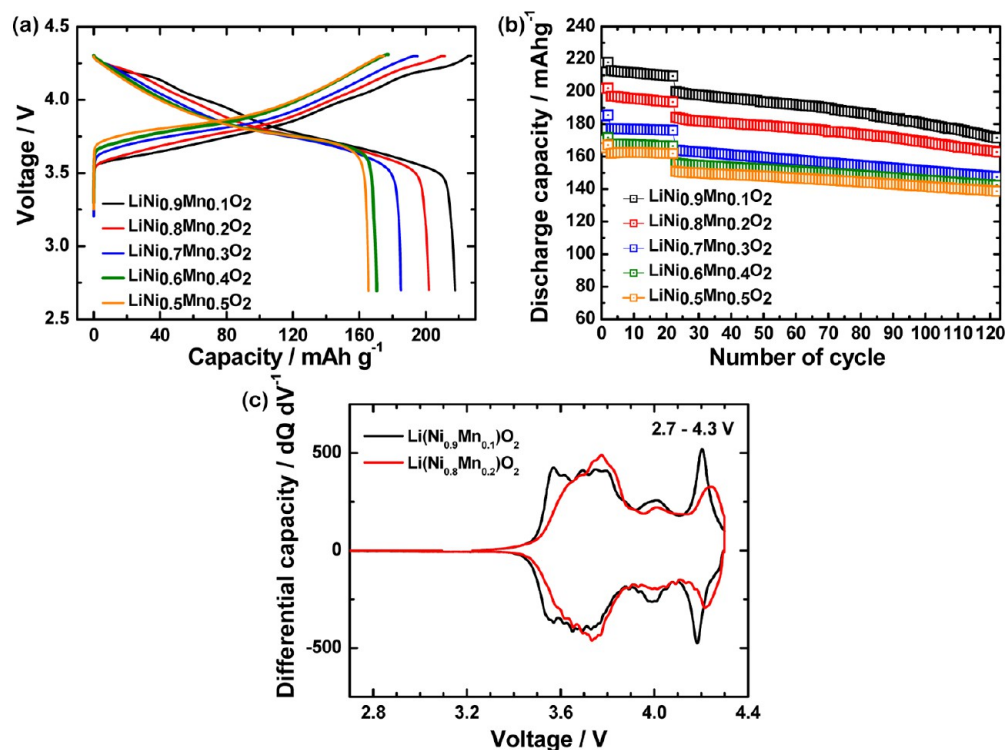 (a)
4.5
4.0
3.5
3.0
2.5
Voltage / V
LiNi0.9Mn0.1O2
LiNi0.8Mn0.2O2
LiNi0.7Mn0.3O2
LiNi0.6Mn0.4O2
LiNi0.5Mn0.5O2
0 40 80 120 160 200
Capacity / mAh g⁻¹
(b)
240
220
200
180
160
140
120
100
80
60
Discharge capacity / mAhg⁻¹
LiNi0.9Mn0.1O2
LiNi0.8Mn0.2O2
LiNi0.7Mn0.3O2
LiNi0.6Mn0.4O2
LiNi0.5Mn0.5O2
0 10 20 30 40 50 60 70 80 90 100 110 120
Number of cycle
(c)
Differential capacity / dQ dV⁻¹
500
0
-500
Li(Ni₀.₉Mn₀.₁)O₂
Li(Ni₀.₈Mn₀.₂)O₂
2.7 - 4.3 V
2.8 3.2 3.6 4.0 4.4
Voltage / V